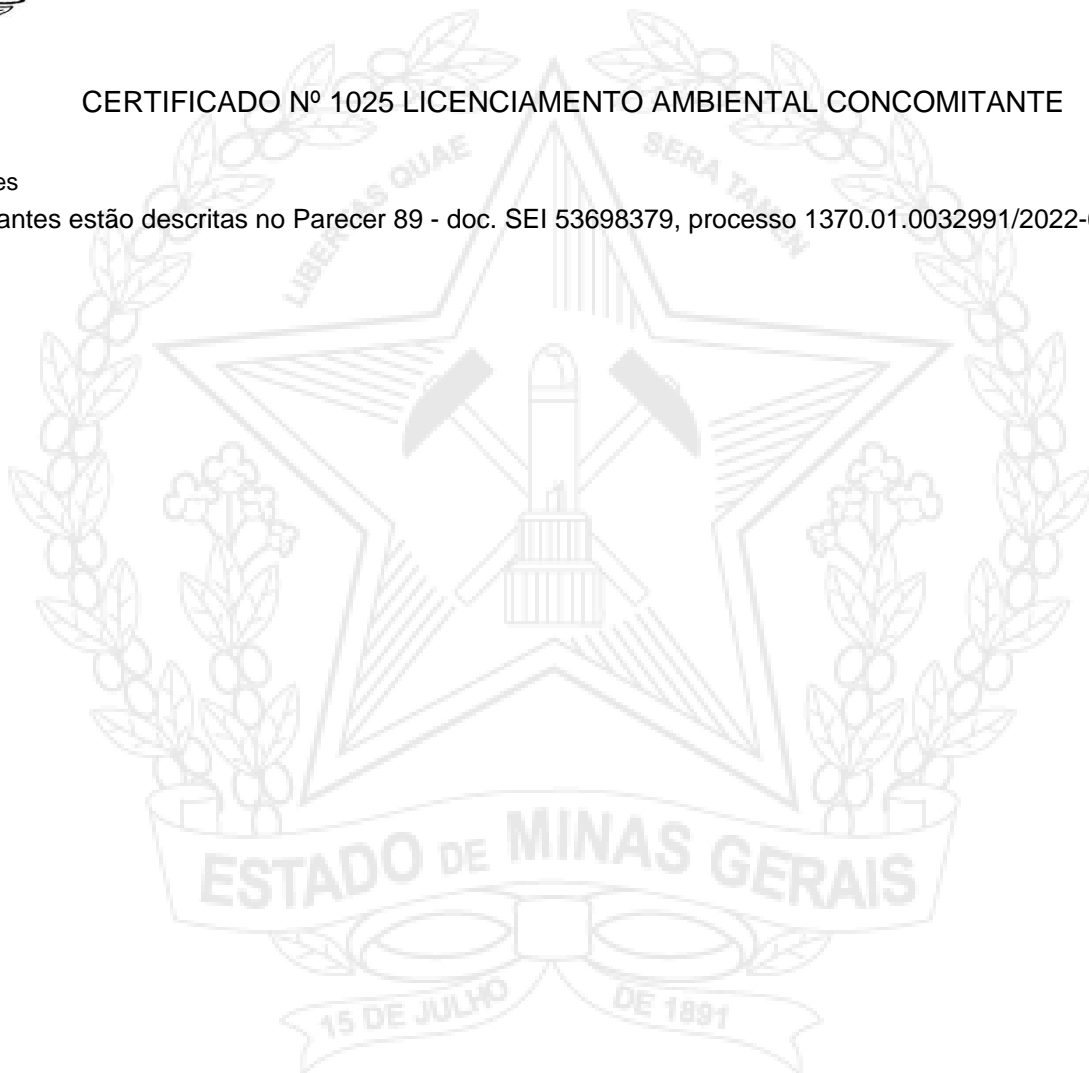 CERTIFICADO Nº 1025 LICENCIAMENTO AMBIENTAL CONCOMITANTE
LIBERTAS QUAE SERA TAMEN
es
antes estão descritas no Parecer 89 - doc. SEI 53698379, processo 1370.01.0032991/2022-
ESTADO DE MINAS GERAIS
15 DE JULHO DE 1891